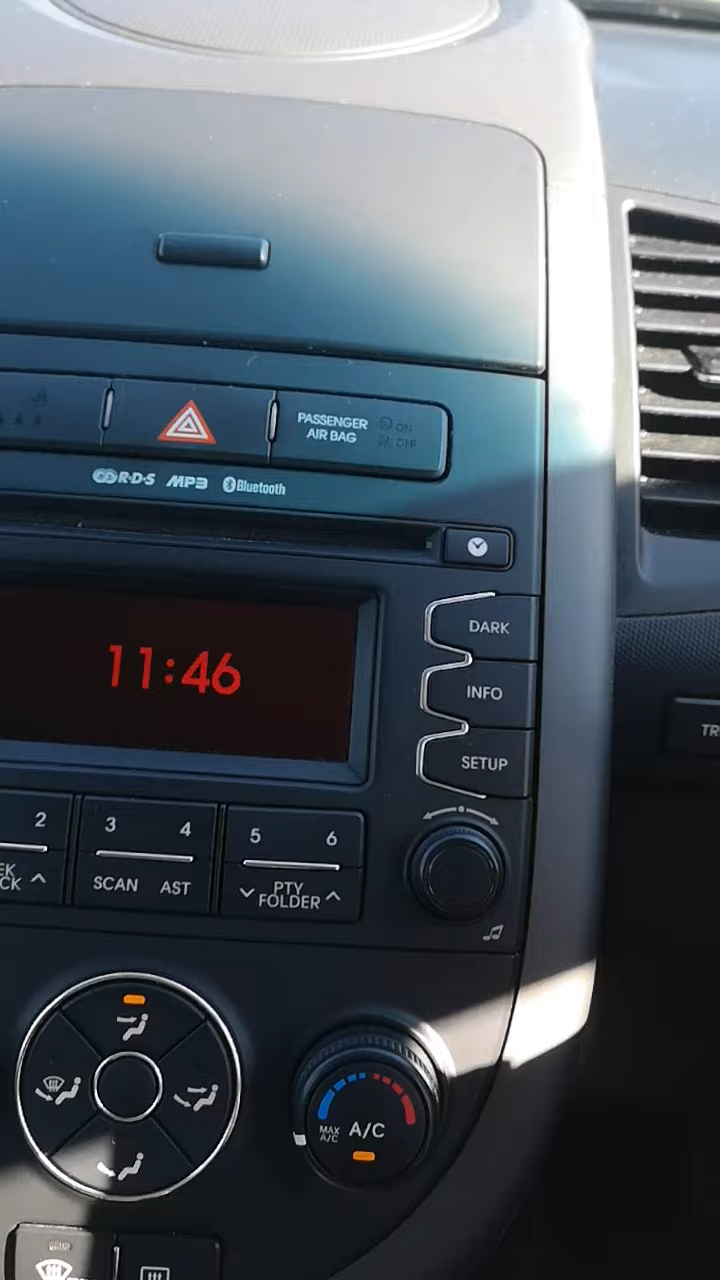 PASSENGER
AIR BAG
ON
OFF
R·D·S MP3 Bluetooth
11:46
DARK
INFO
SETUP
2
3 4
5 6
SCAN AST
PTY
FOLDER
MAX
A/C
A/C